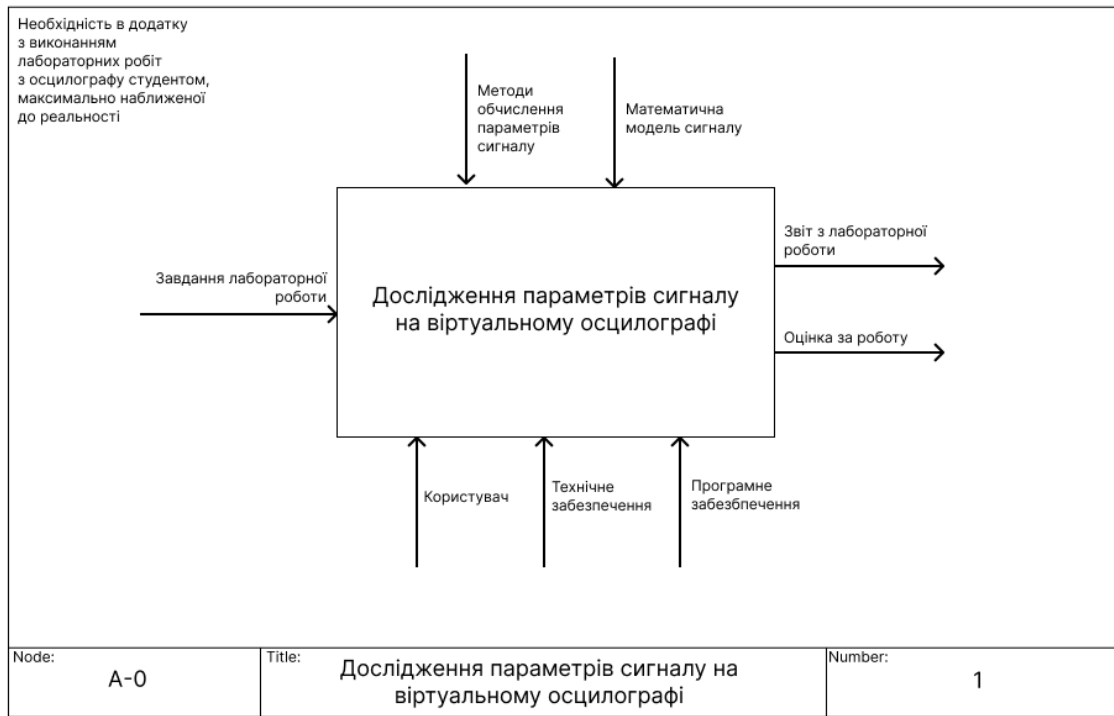 Необхідність в додатку
з виконанням
лабораторних робіт
з осцилографу студентом,
максимально наближеної
до реальності
Методи
обчислення
параметрів
сигналу
Математична
модель сигналу
Завдання лабораторної
роботи
Дослідження параметрів сигналу
на віртуальному осцилографі
Звіт з лабораторної
роботи
Оцінка за роботу
Користувач
Технічне
забезпечення
Програмне
забезбпечення
Node:
A-0
Title:
Дослідження параметрів сигналу на
віртуальному осцилографі
Number:
1